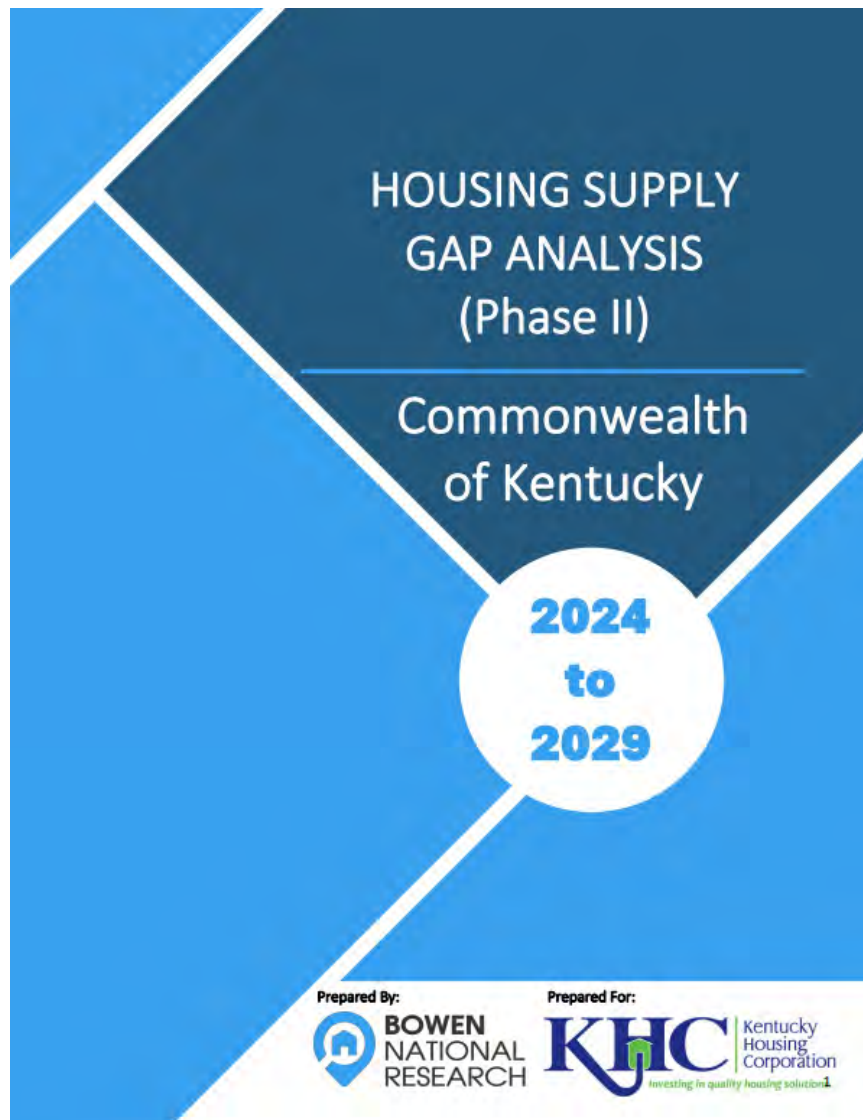 HOUSING SUPPLY
GAP ANALYSIS
(Phase II)
Commonwealth
of Kentucky
2024
to
2029
Prepared By:
BOWEN
NATIONAL
RESEARCH
Prepared For:
KHC
Kentucky
Housing
Corporation
Investing in quality housing solutions
1